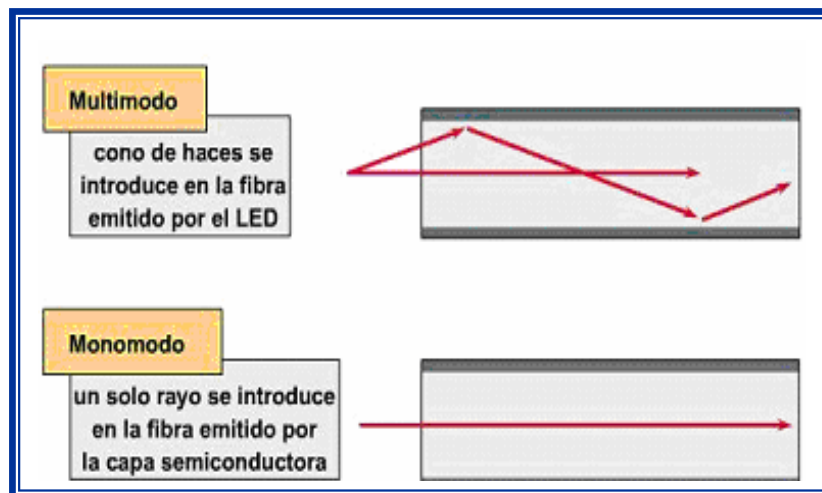 Multimodo
cono de haces se
introduce en la fibra
emitido por el LED
Monomodo
un solo rayo se introduce
en la fibra emitido por
la capa semiconductora